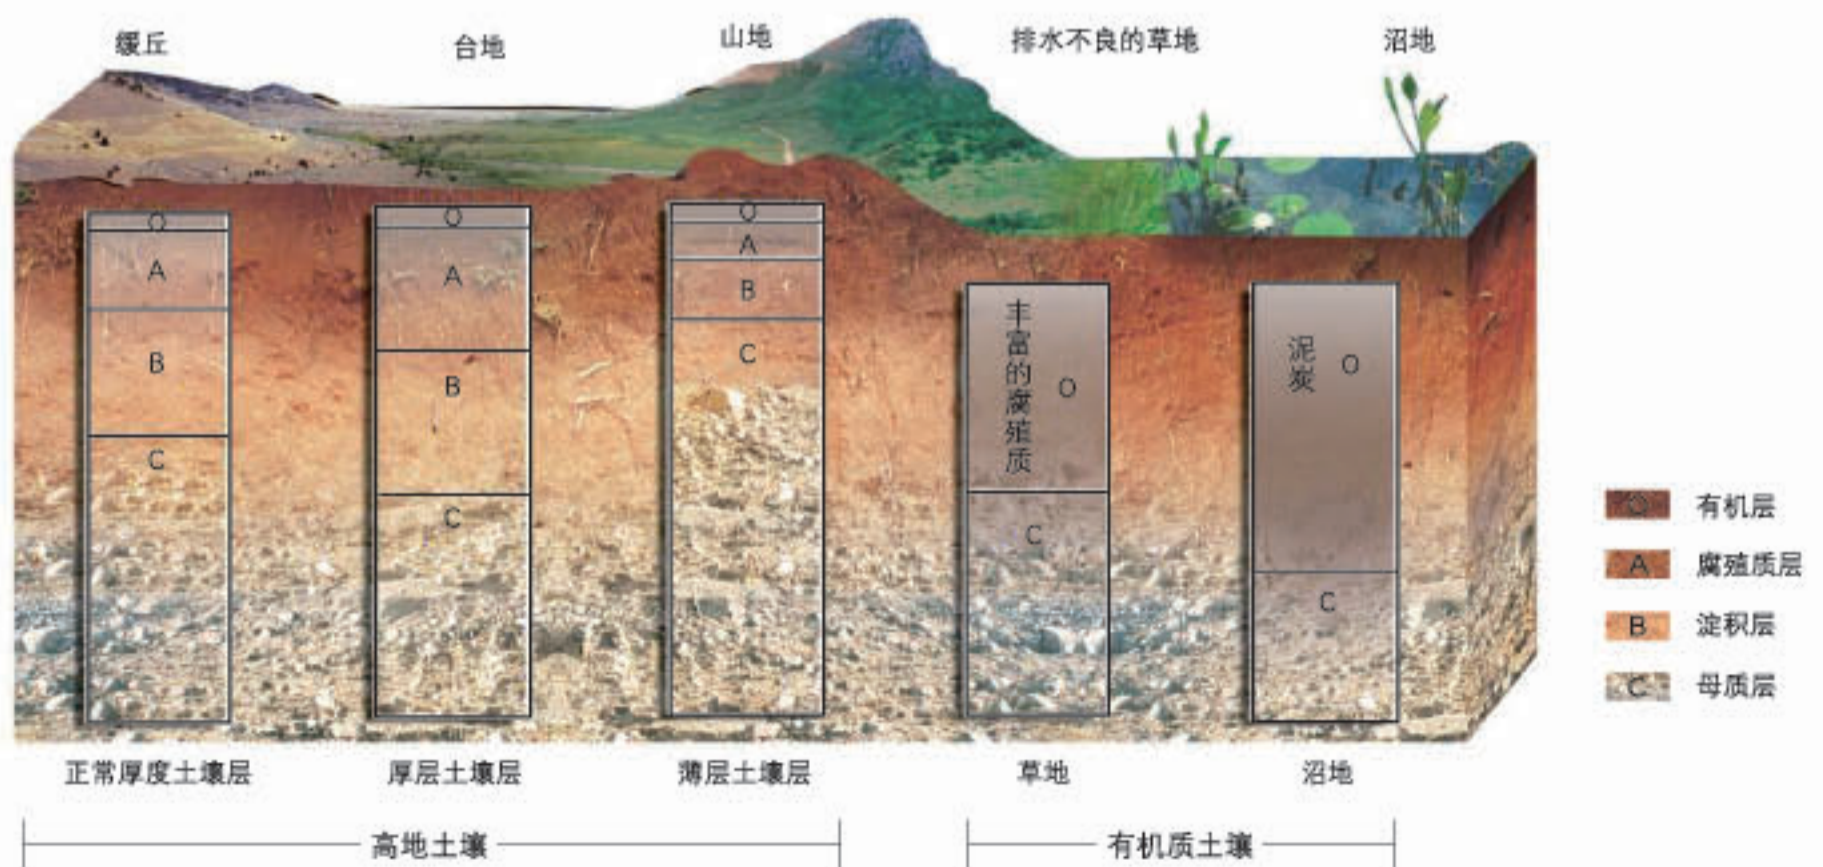 缓丘
台地
山地
排水不良的草地
沼地
O
A
B
C
O
A
B
C
O
A
B
C
丰富的腐殖质
O
C
泥炭
O
C
O 有机层
A 腐殖质层
B 淀积层
C 母质层
正常厚度土壤层
厚层土壤层
薄层土壤层
草地
沼地
高地土壤
有机质土壤